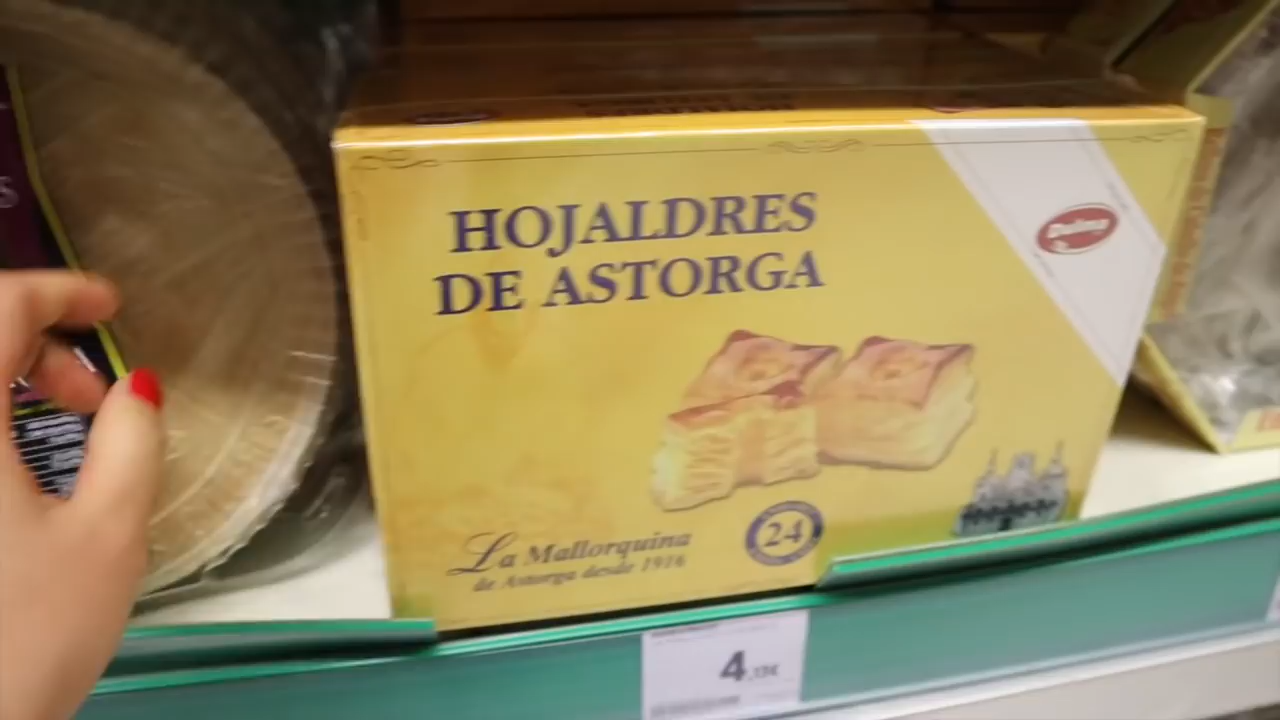 HOJALDRES
DE ASTORGA
La Mallorquina
de Astorga desde 1916
24
4